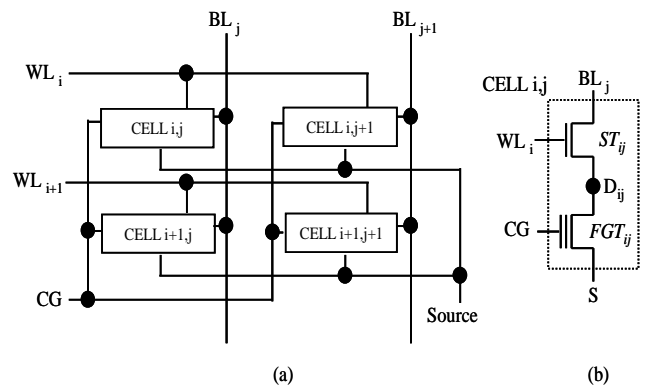 BL j
BL j+1
WL i
CELL i,j
CELL i,j+1
WL i+1
CELL i+1,j
CELL i+1,j+1
CG
Source
(a)
CELL i,j
BL j
WL i
ST ij
D ij
CG
FGT ij
S
(b)